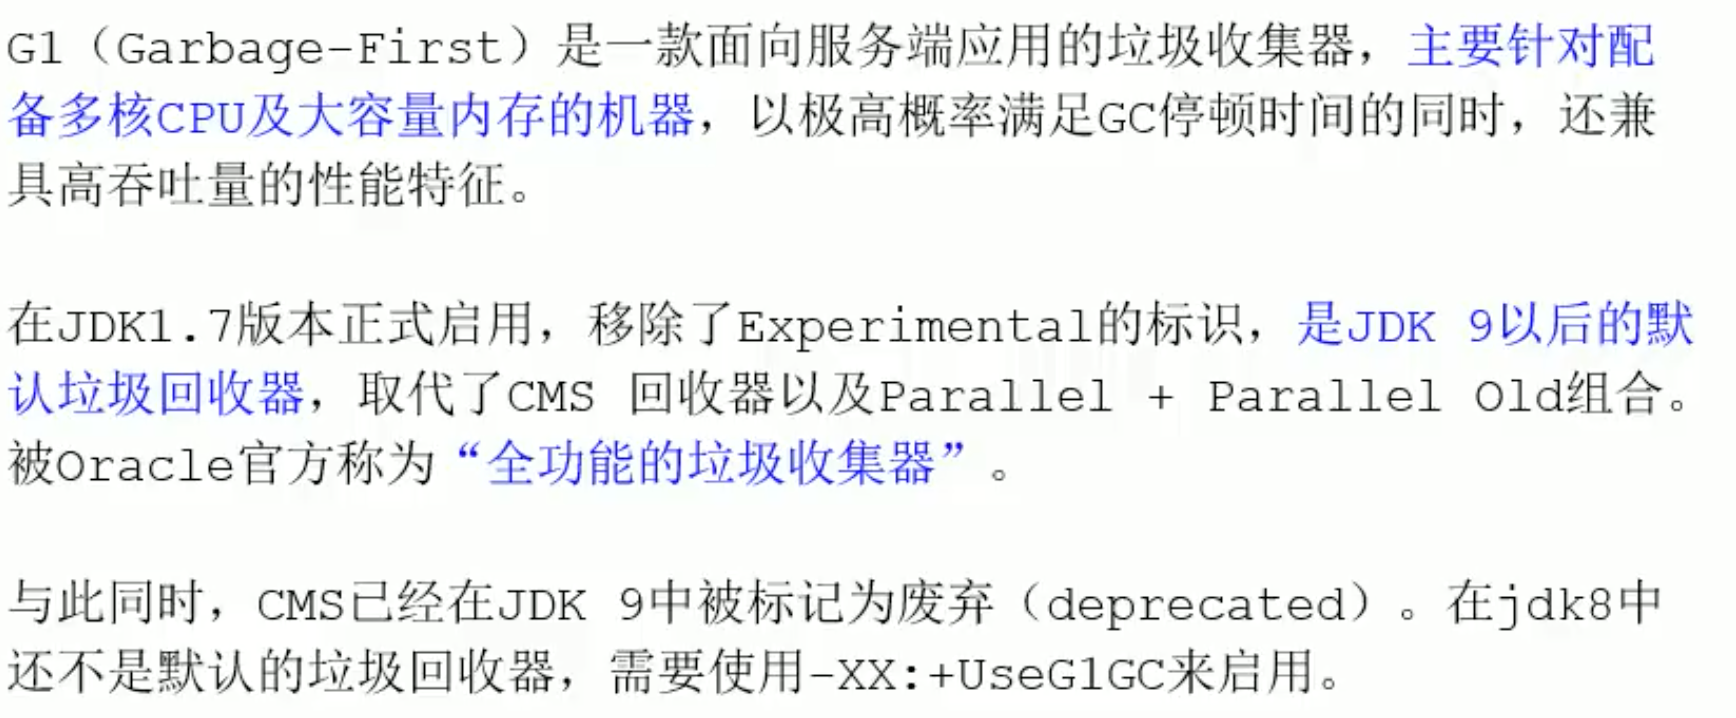 G1（Garbage-First）是一款面向服务端应用的垃圾收集器，主要针对配
备多核CPU及大容量内存的机器，以极高概率满足GC停顿时间的同时，还兼
具高吞吐量的性能特征。
在JDK1.7版本正式启用，移除了Experimental的标识，是JDK 9以后的默
认垃圾回收器，取代了CMS 回收器以及Parallel + Parallel Old组合。
被Oracle官方称为“全功能的垃圾收集器”。
与此同时，CMS已经在JDK 9中被标记为废弃（deprecated）。在jdk8中
还不是默认的垃圾回收器，需要使用-XX:+UseG1GC来启用。